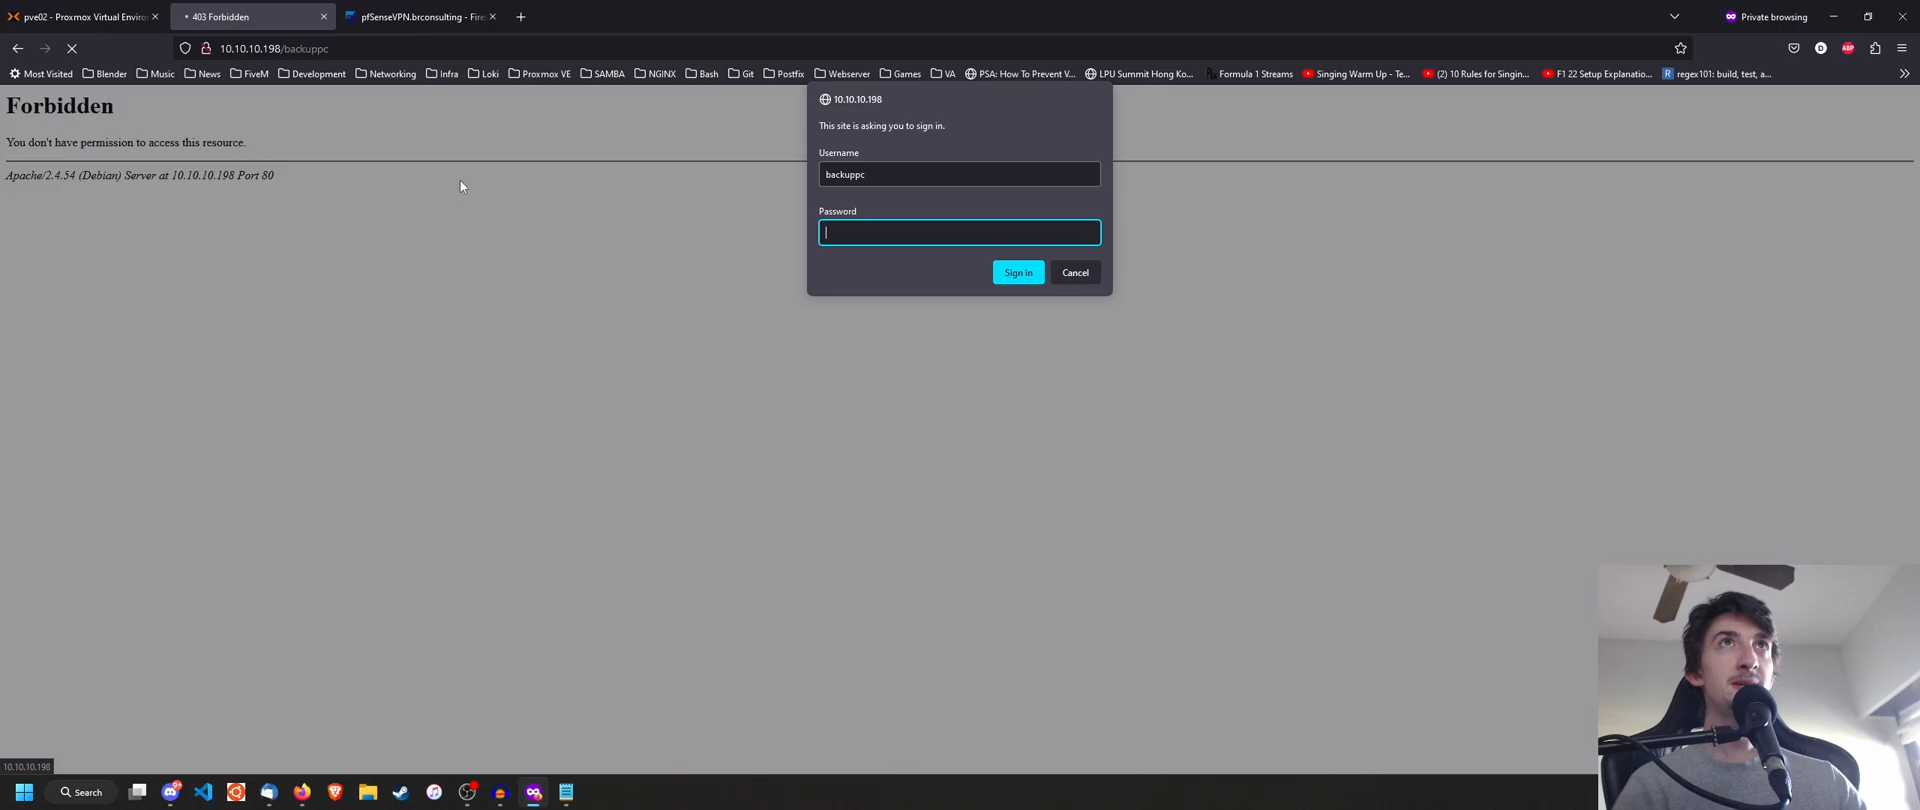 pve02 - Proxmox Virtual Enviro
403 Forbidden
pfSenseVPN.brconsulting - Fire
Private browsing
10.10.10.198/backuppc
Most Visited
Blender
Music
News
FiveM
Development
Networking
Infra
Loki
Proxmox VE
SAMBA
NGINX
Bash
Git
Postfix
Webserver
Games
VA
PSA: How To Prevent V...
LPU Summit Hong Ko...
Formula 1 Streams
Singing Warm Up - Te...
(2) 10 Rules for Singin...
F1 22 Setup Explanatio...
R
regex101: build, test, a...
ABP
Forbidden
You don't have permission to access this resource.
Apache/2.4.54 (Debian) Server at 10.10.10.198 Port 80
10.10.10.198
This site is asking you to sign in.
Username
backuppc
Password
Sign in
Cancel
10.10.10.198
Search